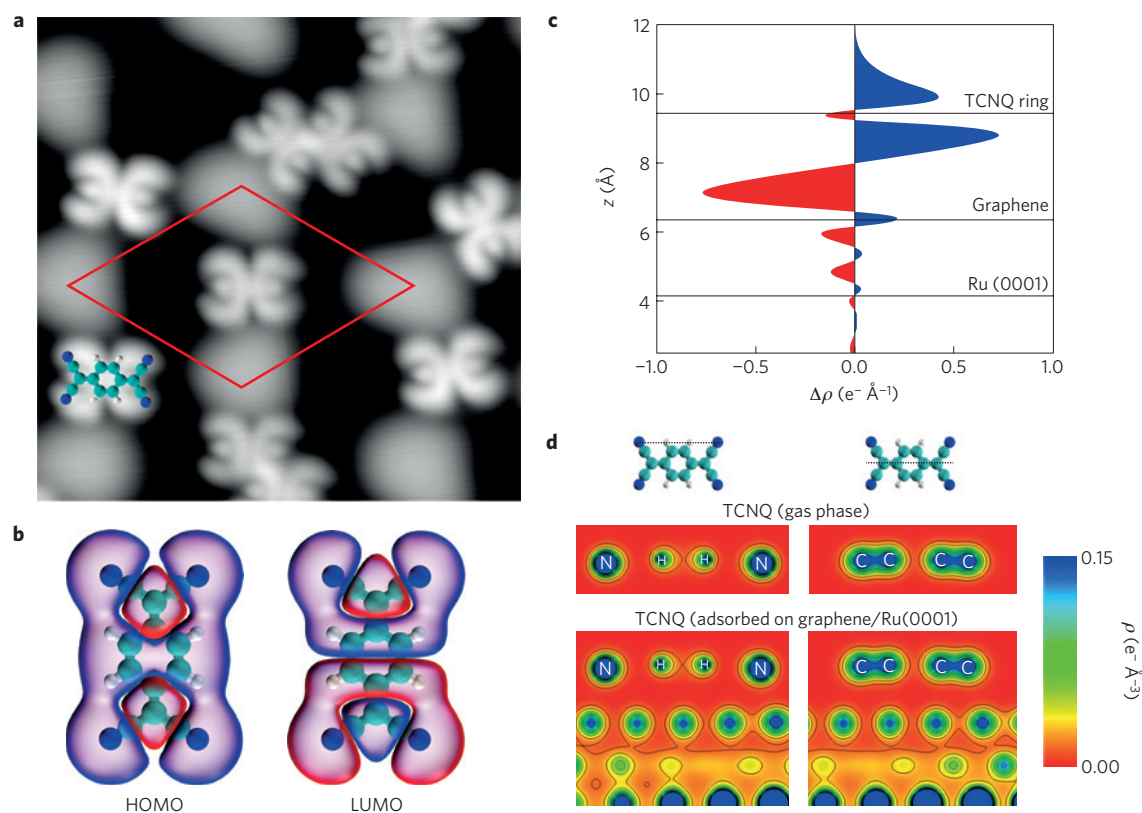 a
b
HOMO
LUMO
c
12
10
8
6
4
z (Å)
TCNQ ring
Graphene
Ru (0001)
−1.0
−0.5
0.0
0.5
1.0
Δρ (e⁻ Å⁻¹)
d
TCNQ (gas phase)
N H H N
C C C C
TCNQ (adsorbed on graphene/Ru(0001)
N H H N
C C C C
0.15
ρ (e⁻ Å⁻³)
0.00